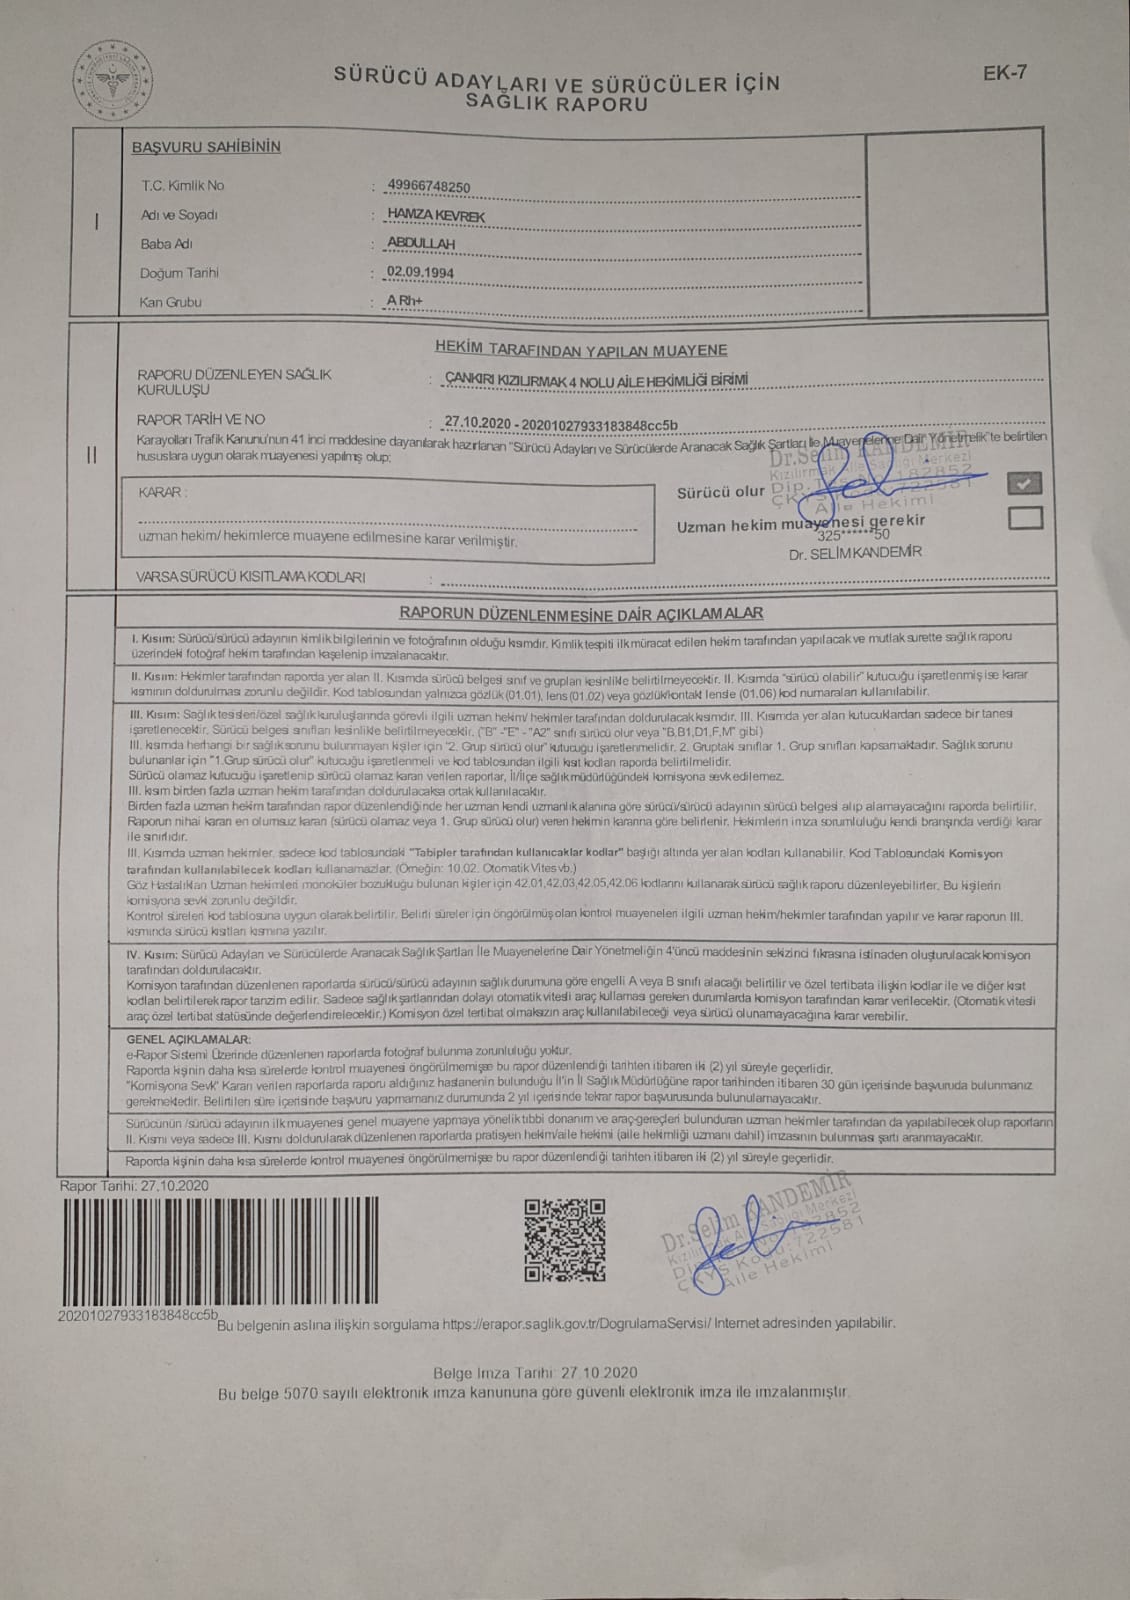 SÜRÜCÜ ADAYLARI VE SÜRÜCÜLER İÇİN
SAĞLIK RAPORU
EK-7
BAŞVURU SAHİBİNİN
I
T.C. Kimlik No : 49966748250
Adı ve Soyadı : HAMZA KEVREK
Baba Adı : ABDULLAH
Doğum Tarihi : 02.09.1994
Kan Grubu : A Rh+
HEKİM TARAFINDAN YAPILAN MUAYENE
II
RAPORU DÜZENLEYEN SAĞLIK
KURULUŞU : ÇANKIRI KIZILIRMAK 4 NOLU AİLE HEKİMLİĞİ BİRİMİ
RAPOR TARİH VE NO : 27.10.2020 - 20201027933183848cc5b
Karayolları Trafik Kanunu'nun 41 inci maddesine dayanılarak hazırlanan "Sürücü Adayları ve Sürücülerde Aranacak Sağlık Şartları İle Muayenelerine Dair Yönetmelik"te belirtilen
hususlara uygun olarak muayenesi yapılmış olup;
KARAR :
uzman hekim/ hekimlerce muayene edilmesine karar verilmiştir.
Sürücü olur
Uzman hekim muayenesi gerekir
325******50
Dr. SELİM KANDEMİR
Dr.Selim KANDEMİR
Kızılırmak Aile Sağlığı Merkezi
Aile Hekimi
VARSA SÜRÜCÜ KISITLAMA KODLARI :
RAPORUN DÜZENLENMESİNE DAİR AÇIKLAMALAR
I. Kısım: Sürücü/sürücü adayının kimlik bilgilerinin ve fotoğrafının olduğu kısımdır. Kimlik tespiti ilk müracat edilen hekim tarafından yapılacak ve mutlak surette sağlık raporu
üzerindeki fotoğraf hekim tarafından kaşelenip imzalanacaktır.
II. Kısım: Hekimler tarafından raporda yer alan II. Kısımda sürücü belgesi sınıf ve grupları kesinlikle belirtilmeyecektir. II. Kısımda "sürücü olabilir" kutucuğu işaretlenmiş ise karar
kısmının doldurulması zorunlu değildir. Kod tablosundan yalnızca gözlük (01.01), lens (01.02) veya gözlük/kontakt lensle (01.06) kod numaraları kullanılabilir.
III. Kısım: Sağlık tesisleri/özel sağlık kuruluşlarında görevli ilgili uzman hekim/ hekimler tarafından doldurulacak kısımdır. III. Kısımda yer alan kutucuklardan sadece bir tanesi
işaretlenecektir. Sürücü belgesi sınıfları kesinlikle belirtilmeyecektir. ("B" -"E" - "A2" sınıfı sürücü olur veya "B,B1,D1,F,M" gibi)
III. kısımda herhangi bir sağlık sorunu bulunmayan kişiler için "2. Grup sürücü olur" kutucuğu işaretlenmelidir. 2. Gruptaki sınıflar 1. Grup sınıfları kapsamaktadır. Sağlık sorunu
bulunanlar için "1.Grup sürücü olur" kutucuğu işaretlenmeli ve kod tablosundan ilgili kısıt kodları raporda belirtilmelidir.
Sürücü olamaz kutucuğu işaretlenip sürücü olamaz kararı verilen raporlar, İl/İlçe sağlık müdürlüğündeki komisyona sevk edilemez.
III. kısım birden fazla uzman hekim tarafından doldurulacaksa ortak kullanılacaktır.
Birden fazla uzman hekim tarafından rapor düzenlendiğinde her uzman kendi uzmanlık alanına göre sürücü/sürücü adayının sürücü belgesi alıp alamayacağını raporda belirtilir.
Raporun nihai kararı en olumsuz kararı (sürücü olamaz veya 1. Grup sürücü olur) veren hekimin kararına göre belirlenir. Hekimlerin imza sorumluluğu kendi branşında verdiği karar
ile sınırlıdır.
III. Kısımda uzman hekimler, sadece kod tablosundaki "Tabipler tarafından kullanıcaklar kodlar" başlığı altında yer alan kodları kullanabilir. Kod Tablosundaki Komisyon
tarafından kullanılabilecek kodları kullanamazlar. (Örneğin: 10.02. Otomatik Vites vb.)
Göz Hastalıkları Uzman hekimleri monoküler bozukluğu bulunan kişiler için 42.01,42.03,42.05,42.06 kodlarını kullanarak sürücü sağlık raporu düzenleyebilirler. Bu kişilerin
komisyona sevki zorunlu değildir.
Kontrol süreleri kod tablosuna uygun olarak belirtilir. Belirli süreler için öngörülmüş olan kontrol muayeneleri ilgili uzman hekim/hekimler tarafından yapılır ve karar raporun III.
kısmında sürücü kısıtları kısmına yazılır.
IV. Kısım: Sürücü Adayları ve Sürücülerde Aranacak Sağlık Şartları İle Muayenelerine Dair Yönetmeliğin 4'üncü maddesinin sekizinci fıkrasına istinaden oluşturulacak komisyon
tarafından doldurulacaktır.
Komisyon tarafından düzenlenen raporlarda sürücü/sürücü adayının sağlık durumuna göre engelli A veya B sınıfı alacağı belirtilir ve özel tertibata ilişkin kodlar ile ve diğer kısıt
kodları belirtilerek rapor tanzim edilir. Sadece sağlık şartlarından dolayı otomatik vitesli araç kullaması gereken durumlarda komisyon tarafından karar verilecektir. (Otomatik vitesli
araç özel tertibat statüsünde değerlendirelecektir.) Komisyon özel tertibat olmaksızın araç kullanılabileceği veya sürücü olunamayacağına karar verebilir.
GENEL AÇIKLAMALAR:
e-Rapor Sistemi Üzerinde düzenlenen raporlarda fotoğraf bulunma zorunluluğu yoktur.
Raporda kişinin daha kısa sürelerde kontrol muayenesi öngörülmemişse bu rapor düzenlendiği tarihten itibaren iki (2) yıl süreyle geçerlidir.
"Komisyona Sevk" Kararı verilen raporlarda raporu aldığınız hastanenin bulunduğu İl'in İl Sağlık Müdürlüğüne rapor tarihinden itibaren 30 gün içerisinde başvuruda bulunmanız
gerekmektedir. Belirtilen süre içerisinde başvuru yapmamanız durumunda 2 yıl içerisinde tekrar rapor başvurusunda bulunulamayacaktır.
Sürücünün /sürücü adayının ilk muayenesi genel muayene yapmaya yönelik tıbbi donanım ve araç-gereçleri bulunduran uzman hekimler tarafından da yapılabilecek olup raporların
II. Kısmı veya sadece III. Kısmı doldurularak düzenlenen raporlarda pratisyen hekim/aile hekimi (aile hekimliği uzmanı dahil) imzasının bulunması şartı aranmayacaktır.
Raporda kişinin daha kısa sürelerde kontrol muayenesi öngörülmemişse bu rapor düzenlendiği tarihten itibaren iki (2) yıl süreyle geçerlidir.
Rapor Tarihi: 27.10.2020
20201027933183848cc5b
Dr.Selim KANDEMİR
Kızılırmak Aile Sağlığı Merkezi
ÇKYS Kodu:722581
Aile Hekimi
Bu belgenin aslına ilişkin sorgulama https://erapor.saglik.gov.tr/DogrulamaServisi/ Internet adresinden yapılabilir.
Belge İmza Tarihi: 27.10.2020
Bu belge 5070 sayılı elektronik imza kanununa göre güvenli elektronik imza ile imzalanmıştır.